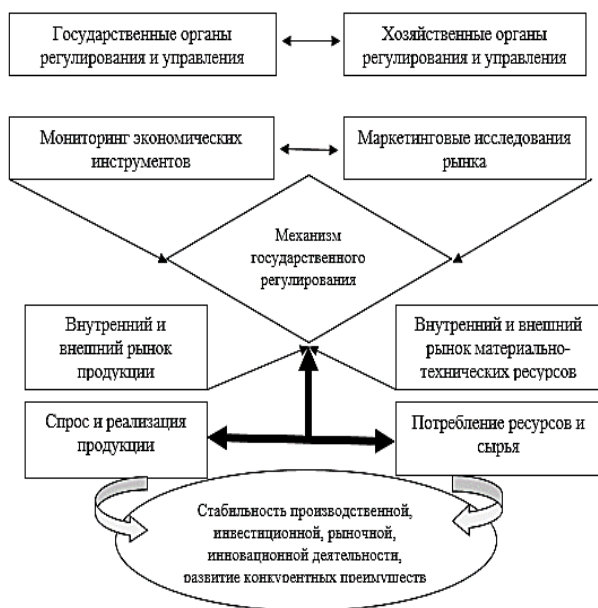 Государственные органы
регулирования и управления
Хозяйственные органы
регулирования и управления
Мониторинг экономических
инструментов
Маркетинговые исследования
рынка
Механизм
государственного
регулирования
Внутренний и
внешний рынок
продукции
Внутренний и внешний
рынок материально-
технических ресурсов
Спрос и реализация
продукции
Потребление ресурсов и
сырья
Стабильность производственной,
инвестиционной, рыночной,
инновационной деятельности,
развитие конкурентных преимуществ